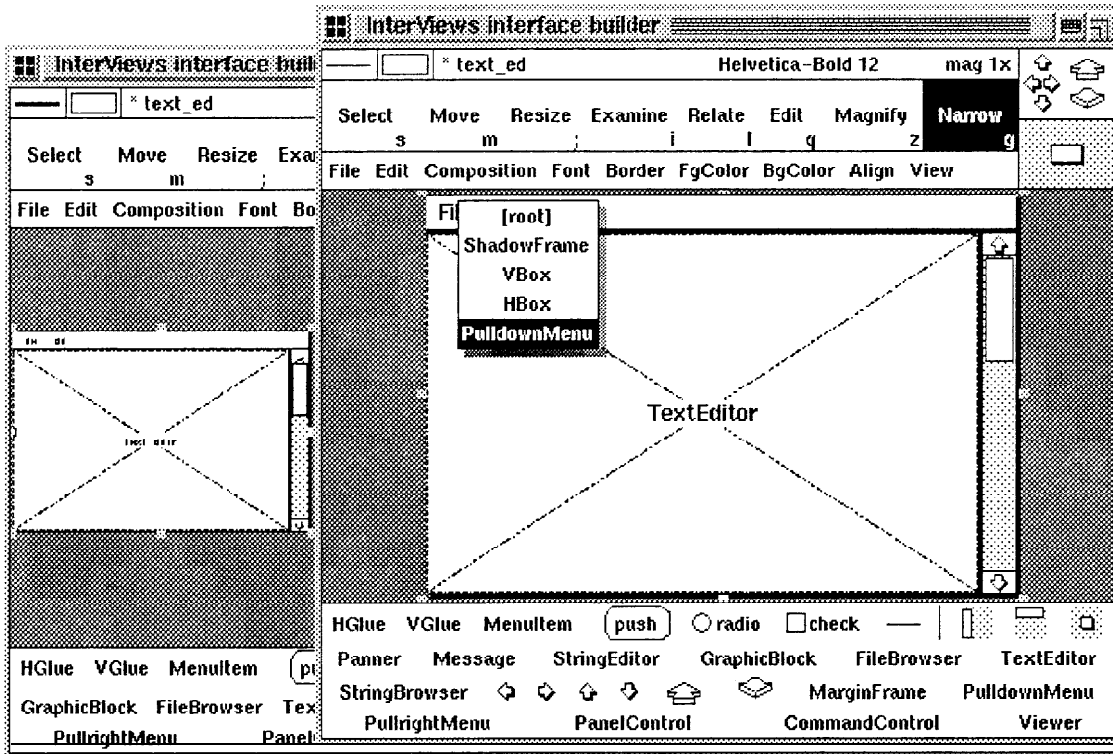 InterViews interface buil
* text_ed
Select Move Resize Exa
s m ;
File Edit Composition Font Bo
HGlue VGlue MenuItem pu
GraphicBlock FileBrowser Tex
PullrightMenu Panel
InterViews interface builder
* text_ed Helvetica-Bold 12 mag 1x
Select Move Resize Examine Relate Edit Magnify Narrow
s m ; i l q z g
File Edit Composition Font Border FgColor BgColor Align View
Fi
[root]
ShadowFrame
VBox
HBox
PulldownMenu
TextEditor
HGlue VGlue MenuItem push radio check
Panner Message StringEditor GraphicBlock FileBrowser TextEditor
StringBrowser MarginFrame PulldownMenu
PullrightMenu PanelControl CommandControl Viewer